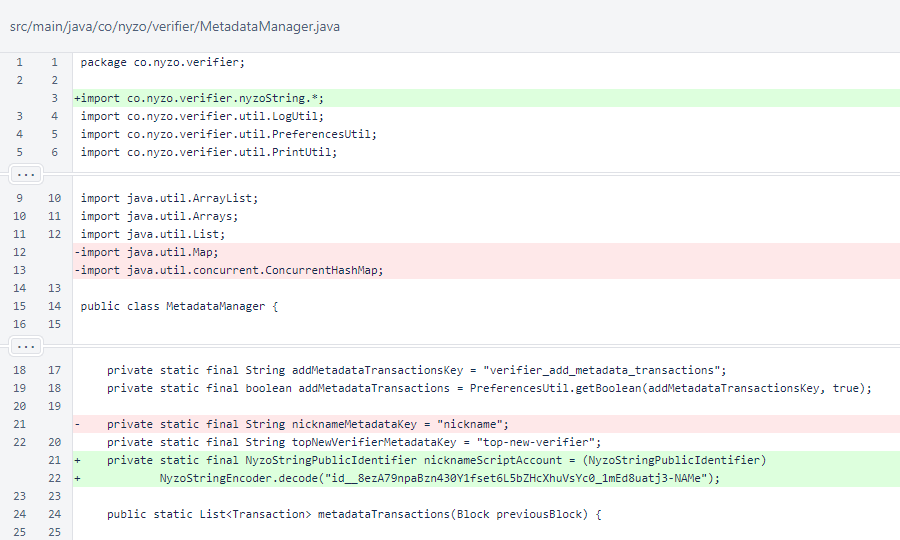 src/main/java/co/nyzo/verifier/MetadataManager.java
1 1 package co.nyzo.verifier;
2 2
3 +import co.nyzo.verifier.nyzoString.*;
3 4 import co.nyzo.verifier.util.LogUtil;
4 5 import co.nyzo.verifier.util.PreferencesUtil;
5 6 import co.nyzo.verifier.util.PrintUtil;
...
9 10 import java.util.ArrayList;
10 11 import java.util.Arrays;
11 12 import java.util.List;
12 -import java.util.Map;
13 -import java.util.concurrent.ConcurrentHashMap;
14 13
15 14 public class MetadataManager {
16 15
...
18 17 private static final String addMetadataTransactionsKey = "verifier_add_metadata_transactions";
19 18 private static final boolean addMetadataTransactions = PreferencesUtil.getBoolean(addMetadataTransactionsKey, true);
20 19
21 - private static final String nicknameMetadataKey = "nickname";
22 20 private static final String topNewVerifierMetadataKey = "top-new-verifier";
21 + private static final NyzoStringPublicIdentifier nicknameScriptAccount = (NyzoStringPublicIdentifier)
22 + NyzoStringEncoder.decode("id__8ezA79npaBzn430Y1fset6L5bZHcXhuVsYc0_1mEd8uatj3-NAMe");
23 23
24 24 public static List<Transaction> metadataTransactions(Block previousBlock) {
25 25